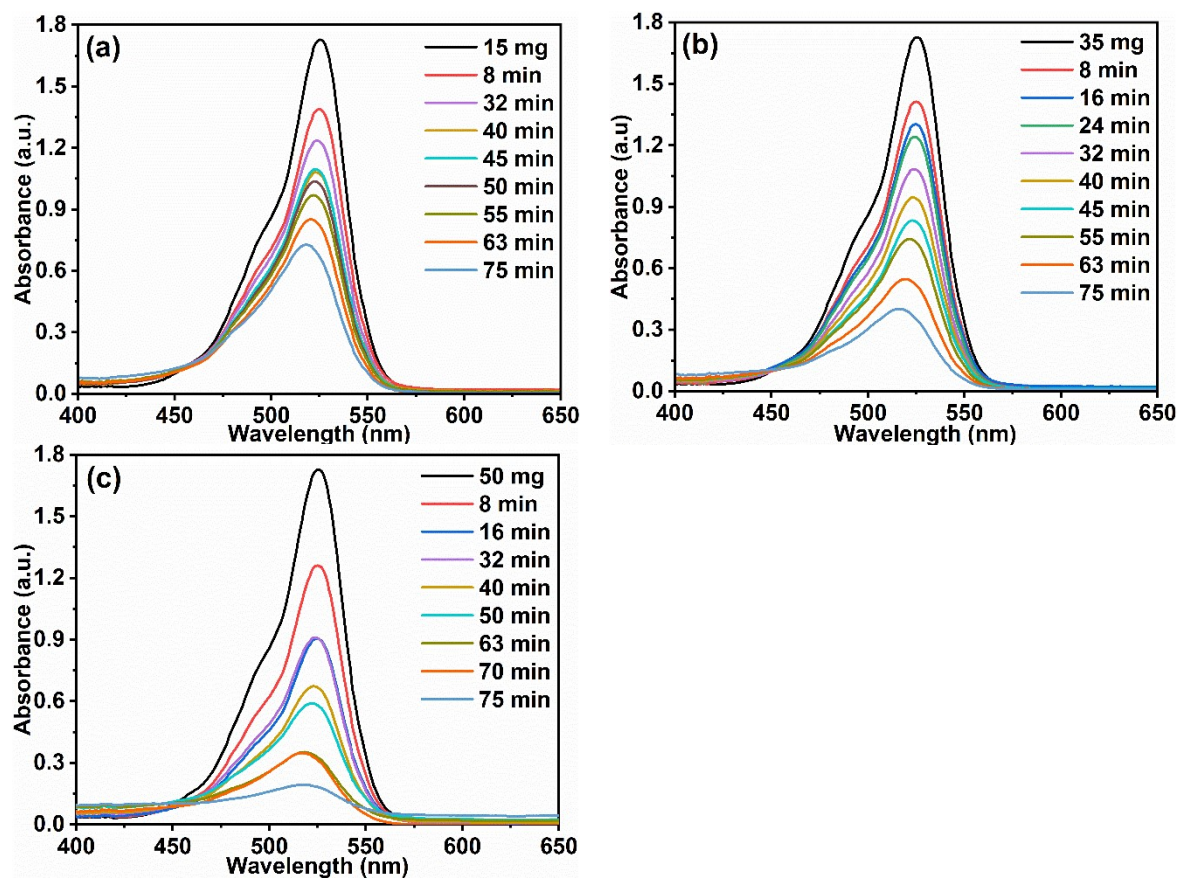 (a)
15 mg
8 min
32 min
40 min
45 min
50 min
55 min
63 min
75 min
Absorbance (a.u.)
1.8
1.5
1.2
0.9
0.6
0.3
0.0
400 450 500 550 600 650
Wavelength (nm)
(b)
35 mg
8 min
16 min
24 min
32 min
40 min
45 min
55 min
63 min
75 min
Absorbance (a.u)
1.8
1.5
1.2
0.9
0.6
0.3
0.0
400 450 500 550 600 650
Wavelength (nm)
(c)
50 mg
8 min
16 min
32 min
40 min
50 min
63 min
70 min
75 min
Absorbance (a.u.)
1.8
1.5
1.2
0.9
0.6
0.3
0.0
400 450 500 550 600 650
Wavelength (nm)